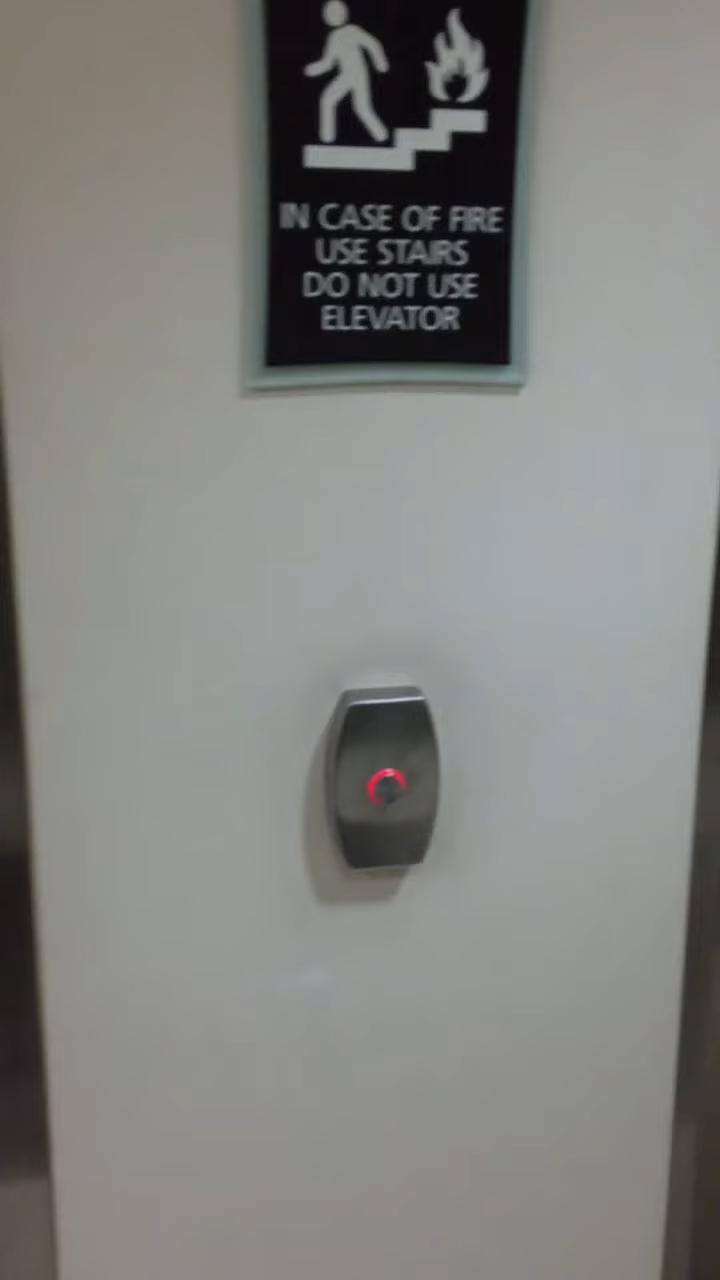 IN CASE OF FIRE
USE STAIRS
DO NOT USE
ELEVATOR